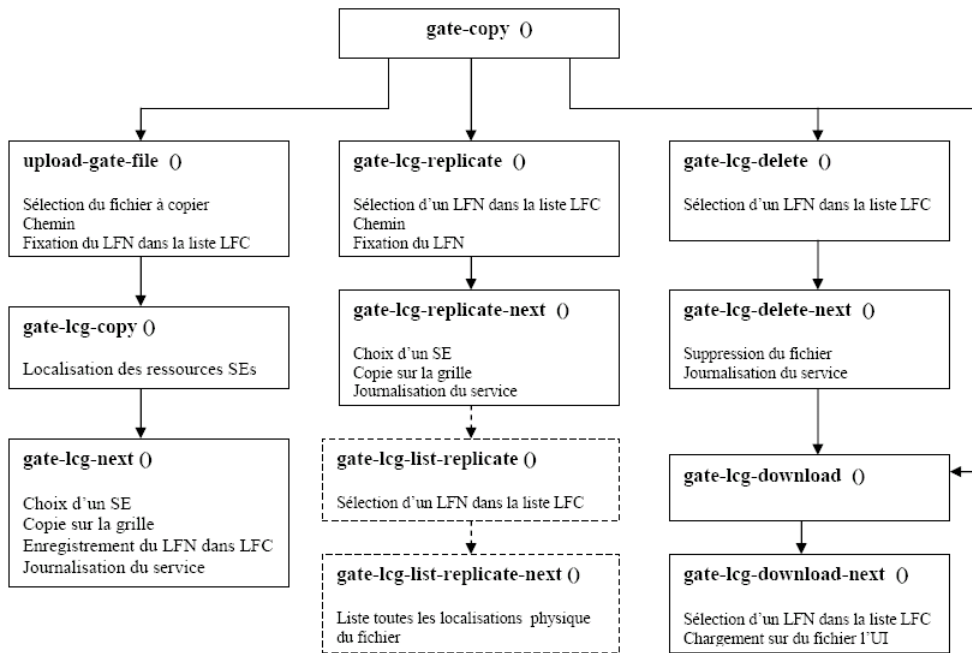 gate-copy ()
upload-gate-file ()
Sélection du fichier à copier
Chemin
Fixation du LFN dans la liste LFC
gate-lcg-copy ()
Localisation des ressources SEs
gate-lcg-next ()
Choix d'un SE
Copie sur la grille
Enregistrement du LFN dans LFC
Journalisation du service
gate-lcg-replicate ()
Sélection d'un LFN dans la liste LFC
Chemin
Fixation du LFN
gate-lcg-replicate-next ()
Choix d'un SE
Copie sur la grille
Journalisation du service
gate-lcg-list-replicate ()
Sélection d'un LFN dans la liste LFC
gate-lcg-list-replicate-next ()
Liste toutes les localisations physique
du fichier
gate-lcg-delete ()
Sélection d'un LFN dans la liste LFC
gate-lcg-delete-next ()
Suppression du fichier
Journalisation du service
gate-lcg-download ()
gate-lcg-download-next ()
Sélection d'un LFN dans la liste LFC
Chargement sur du fichier l'UI